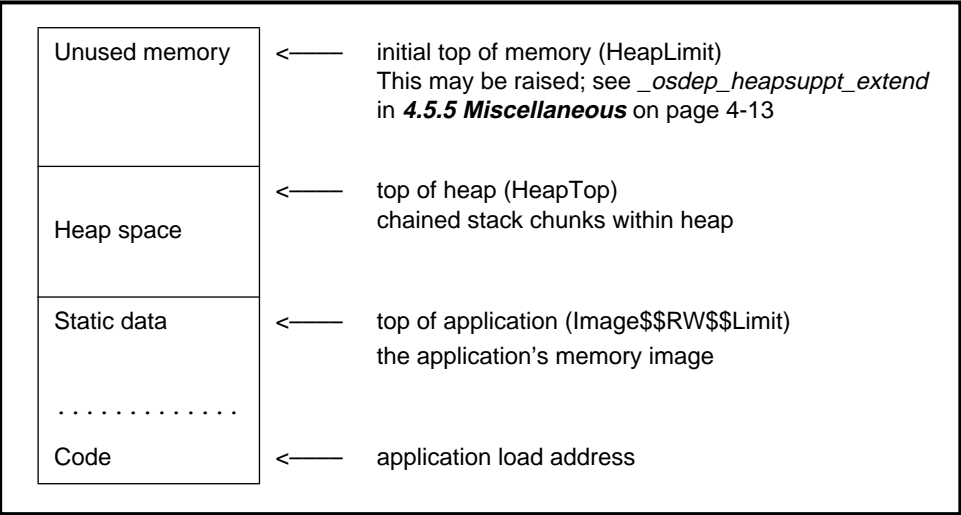 Unused memory <—— initial top of memory (HeapLimit)
This may be raised; see _osdep_heapsuppt_extend
in 4.5.5 Miscellaneous on page 4-13
<—— top of heap (HeapTop)
chained stack chunks within heap
Heap space
Static data <—— top of application (Image$$RW$$Limit)
the application’s memory image
. . . . . . . . . . . . .
Code <—— application load address